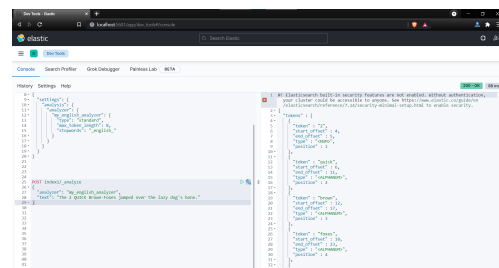 Dev Tools - Elastic
localhost:5601/app/dev_tools#/console
elastic
Search Elastic
Dev Tools
Console
Search Profiler
Grok Debugger
Painless Lab
BETA
History
Settings
Help
200 - OK
"settings": {
"analysis": {
"analyzer": {
"my_english_analyzer": {
"type": "standard",
"max_token_length": 5,
"stopwords": "_english_"
}
}
}
}
}
POST index1/_analyze
{
"analyzer": "my_english_analyzer",
"text": "The 2 QUICK Brown-Foxes jumped over the lazy dog's bone."
}
#! Elasticsearch built-in security features are not enabled. Without authentication,
your cluster could be accessible to anyone. See https://www.elastic.co/guide/en
/elasticsearch/reference/7.16/security-minimal-setup.html to enable security.
{
"tokens" : [
{
"token" : "2",
"start_offset" : 4,
"end_offset" : 5,
"type" : "<NUM>",
"position" : 1
},
{
"token" : "quick",
"start_offset" : 6,
"end_offset" : 11,
"type" : "<ALPHANUM>",
"position" : 2
},
{
"token" : "brown",
"start_offset" : 12,
"end_offset" : 17,
"type" : "<ALPHANUM>",
"position" : 3
},
{
"token" : "foxes",
"start_offset" : 18,
"end_offset" : 23,
"type" : "<ALPHANUM>",
"position" : 4
},
{